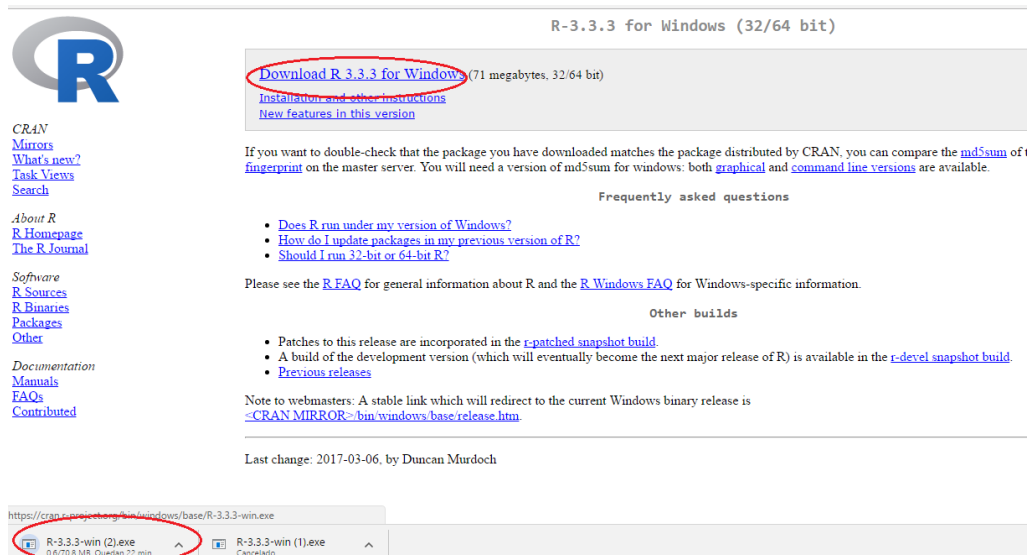 R
R-3.3.3 for Windows (32/64 bit)
Download R 3.3.3 for Windows (71 megabytes, 32/64 bit)
Installation and other instructions
New features in this version
CRAN
Mirrors
What's new?
Task Views
Search
About R
R Homepage
The R Journal
Software
R Sources
R Binaries
Packages
Other
Documentation
Manuals
FAQs
Contributed
If you want to double-check that the package you have downloaded matches the package distributed by CRAN, you can compare the md5sum of
fingerprint on the master server. You will need a version of md5sum for windows: both graphical and command line versions are available.
Frequently asked questions
• Does R run under my version of Windows?
• How do I update packages in my previous version of R?
• Should I run 32-bit or 64-bit R?
Please see the R FAQ for general information about R and the R Windows FAQ for Windows-specific information.
Other builds
• Patches to this release are incorporated in the r-patched snapshot build.
• A build of the development version (which will eventually become the next major release of R) is available in the r-devel snapshot build.
• Previous releases
Note to webmasters: A stable link which will redirect to the current Windows binary release is
<CRAN MIRROR>/bin/windows/base/release.htm.
Last change: 2017-03-06, by Duncan Murdoch
https://cran.r-project.org/bin/windows/base/R-3.3.3-win.exe
R-3.3.3-win (2).exe
0.6/70.8 MB, Quedan 22 min
R-3.3.3-win (1).exe
Cancelado